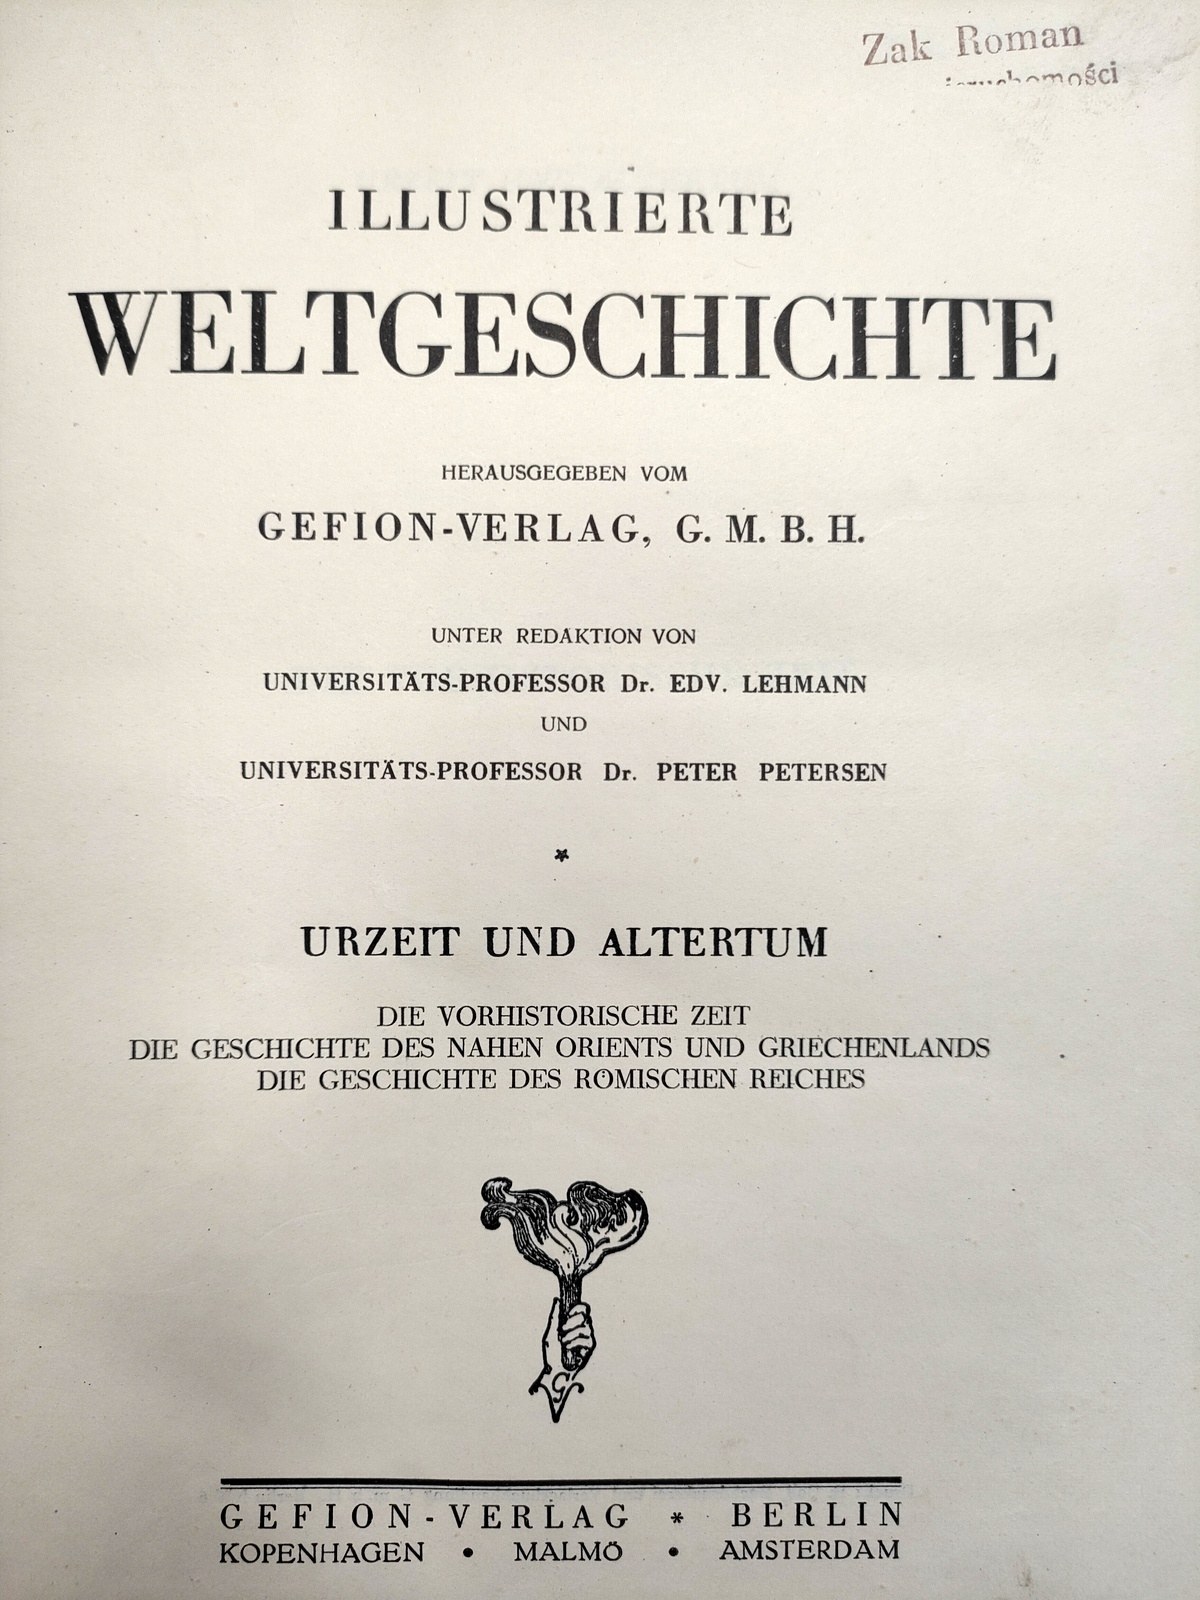 Zak Roman
ILLUSTRIERTE
WELTGESCHICHTE
HERAUSGEGEBEN VOM
GEFION-VERLAG, G. M. B. H.
UNTER REDAKTION VON
UNIVERSITÄTS-PROFESSOR Dr. EDV. LEHMANN
UND
UNIVERSITÄTS-PROFESSOR Dr. PETER PETERSEN
*
URZEIT UND ALTERTUM
DIE VORHISTORISCHE ZEIT
DIE GESCHICHTE DES NAHEN ORIENTS UND GRIECHENLANDS
DIE GESCHICHTE DES RÖMISCHEN REICHES
G
GEFION-VERLAG * BERLIN
KOPENHAGEN • MALMÖ • AMSTERDAM